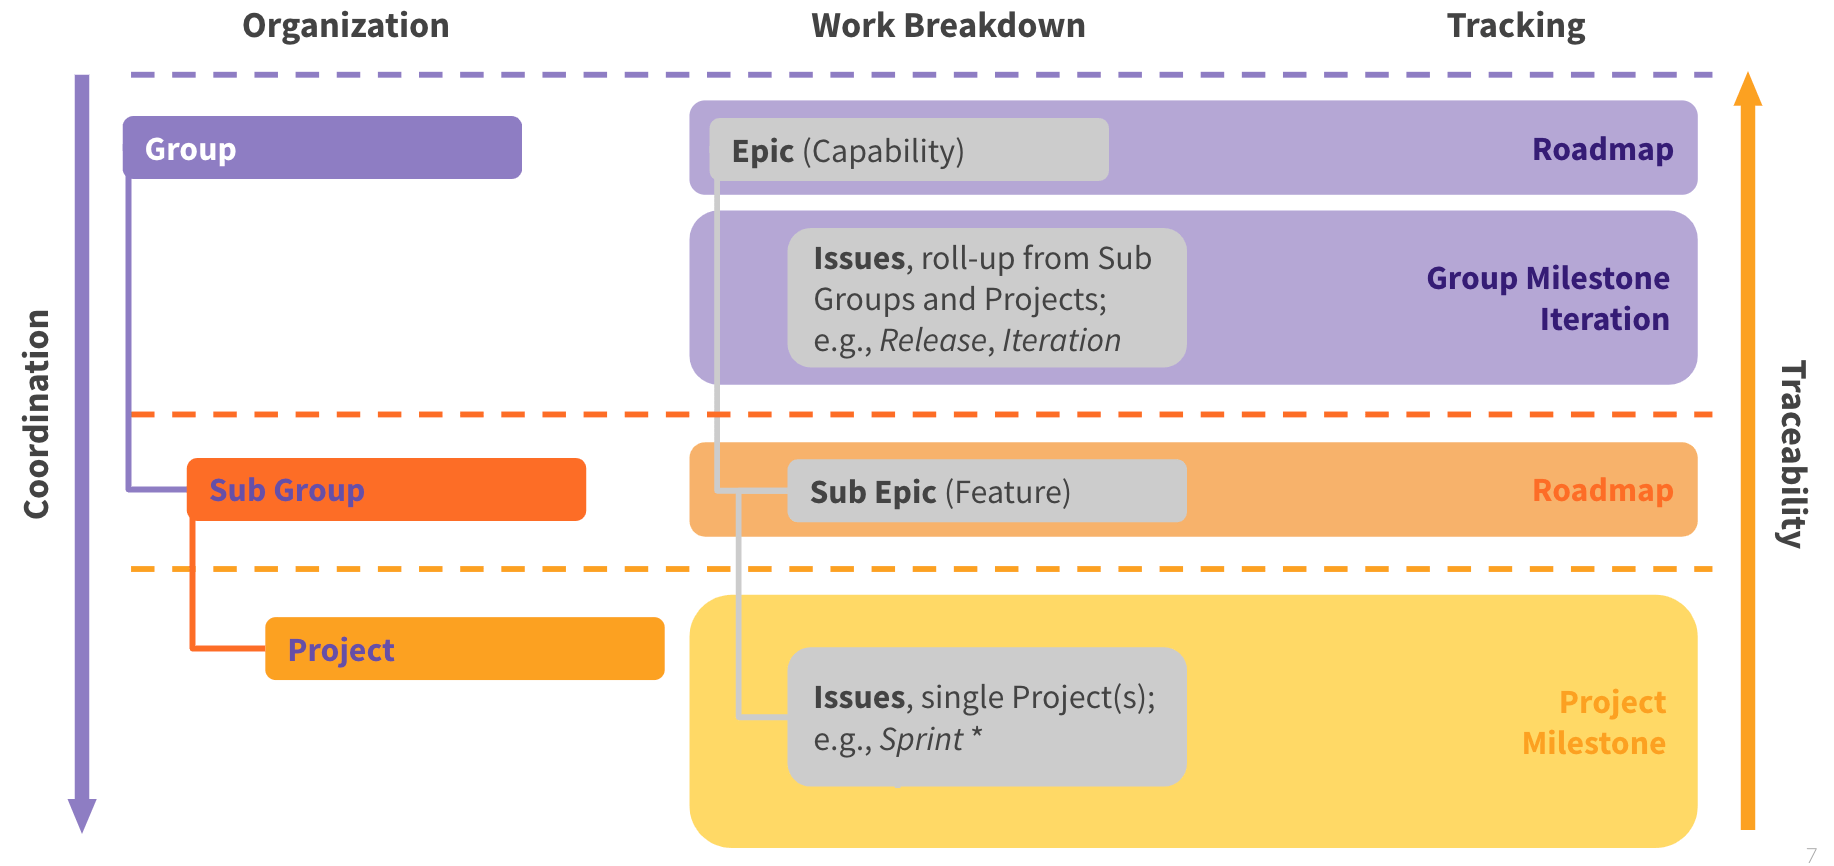 Organization
Work Breakdown
Tracking
Coordination
Group
Epic (Capability)
Roadmap
Issues, roll-up from Sub
Groups and Projects;
e.g., Release, Iteration
Group Milestone
Iteration
Sub Group
Sub Epic (Feature)
Roadmap
Project
Issues, single Project(s);
e.g., Sprint *
Project
Milestone
Traceability
7